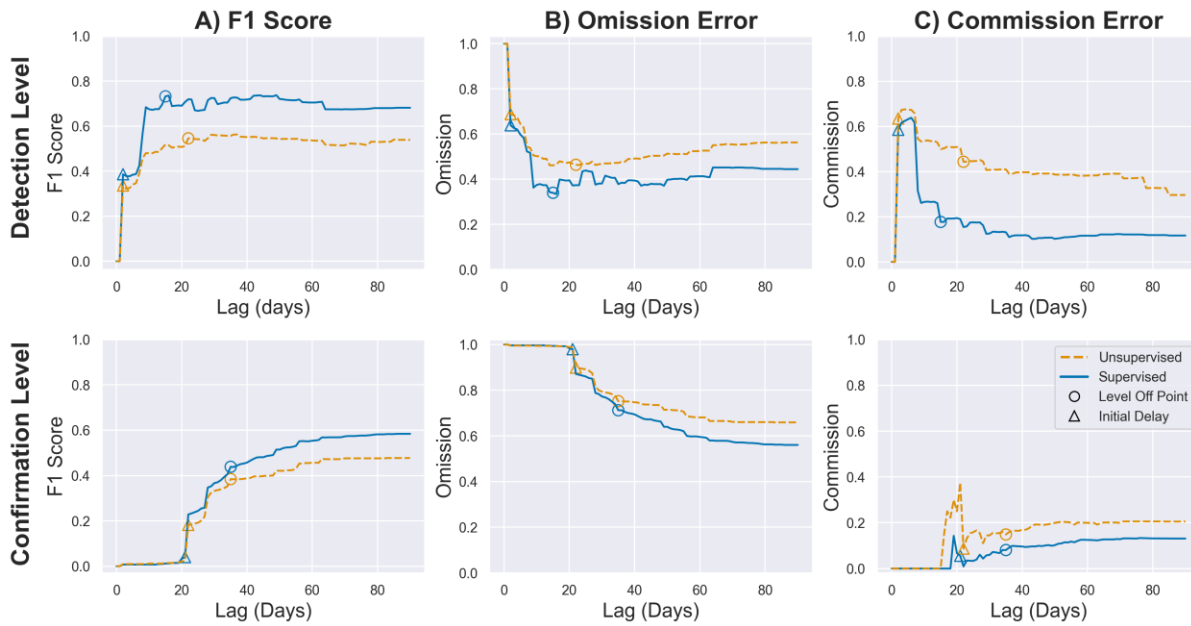 A) F1 Score
B) Omission Error
C) Commission Error
Detection Level
F1 Score
1.0
0.8
0.6
0.4
0.2
0.0
0 20 40 60 80
Lag (days)
Omission
1.0
0.8
0.6
0.4
0.2
0.0
0 20 40 60 80
Lag (Days)
Commission
1.0
0.8
0.6
0.4
0.2
0.0
0 20 40 60 80
Lag (Days)
Confirmation Level
F1 Score
1.0
0.8
0.6
0.4
0.2
0.0
0 20 40 60 80
Lag (Days)
Omission
1.0
0.8
0.6
0.4
0.2
0.0
0 20 40 60 80
Lag (Days)
Commission
1.0
0.8
0.6
0.4
0.2
0.0
0 20 40 60 80
Lag (Days)
Unsupervised
Supervised
Level Off Point
Initial Delay